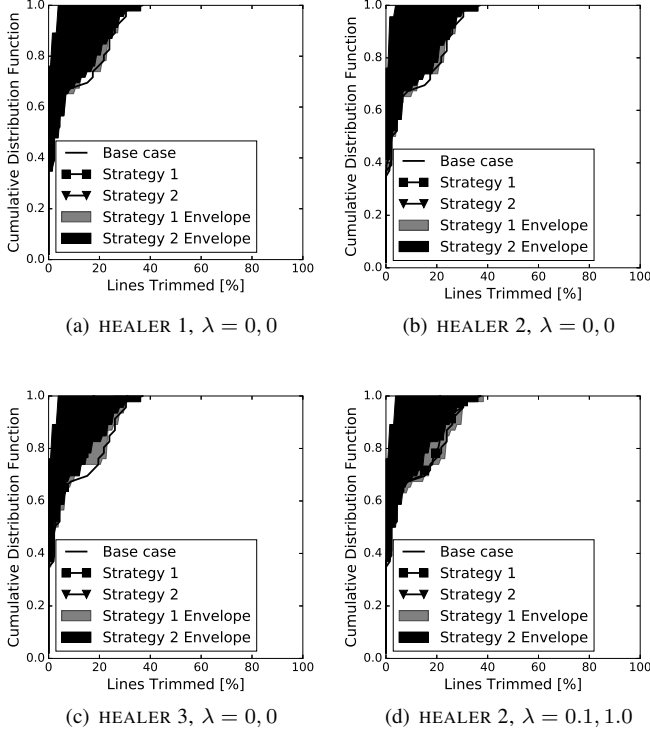 1.0
0.8
0.6
0.4
0.2
0.0
0 20 40 60 80 100
Cumulative Distribution Function
Lines Trimmed [%]
Base case
Strategy 1
Strategy 2
Strategy 1 Envelope
Strategy 2 Envelope
(a) HEALER 1, λ = 0, 0
1.0
0.8
0.6
0.4
0.2
0.0
0 20 40 60 80 100
Cumulative Distribution Function
Lines Trimmed [%]
Base case
Strategy 1
Strategy 2
Strategy 1 Envelope
Strategy 2 Envelope
(b) HEALER 2, λ = 0, 0
1.0
0.8
0.6
0.4
0.2
0.0
0 20 40 60 80 100
Cumulative Distribution Function
Lines Trimmed [%]
Base case
Strategy 1
Strategy 2
Strategy 1 Envelope
Strategy 2 Envelope
(c) HEALER 3, λ = 0, 0
1.0
0.8
0.6
0.4
0.2
0.0
0 20 40 60 80 100
Cumulative Distribution Function
Lines Trimmed [%]
Base case
Strategy 1
Strategy 2
Strategy 1 Envelope
Strategy 2 Envelope
(d) HEALER 2, λ = 0.1, 1.0